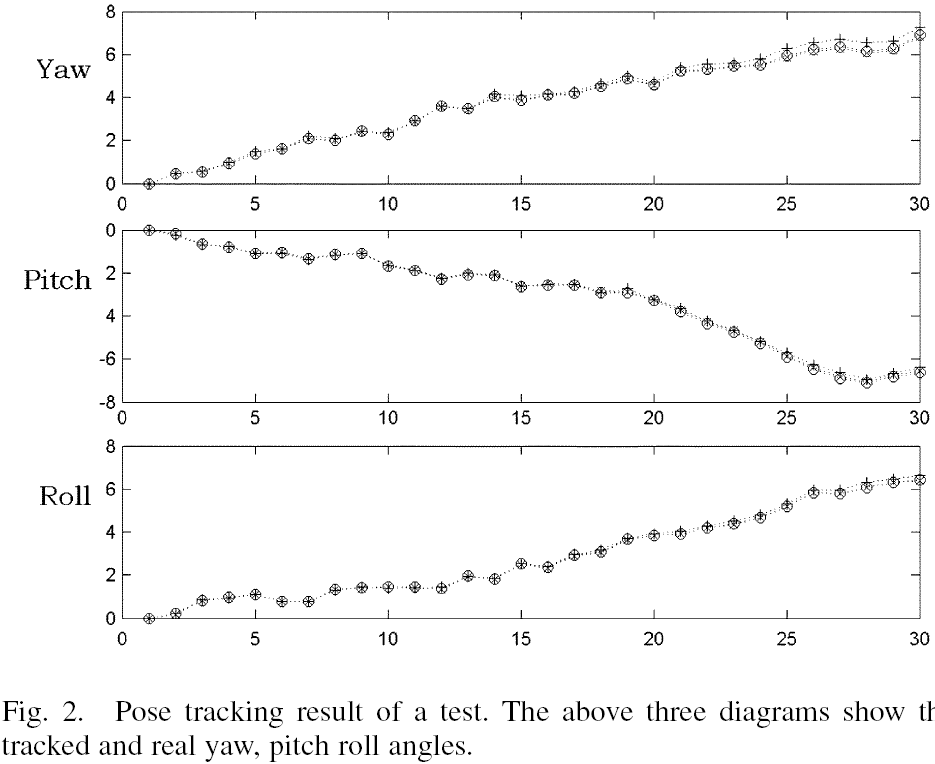 8
6
Yaw
4
2
0
0 5 10 15 20 25 30
0
2
Pitch
4
-6
-8
0 5 10 15 20 25 30
8
6
Roll
4
2
0
0 5 10 15 20 25 30
Fig. 2. Pose tracking result of a test. The above three diagrams show th
tracked and real yaw, pitch roll angles.